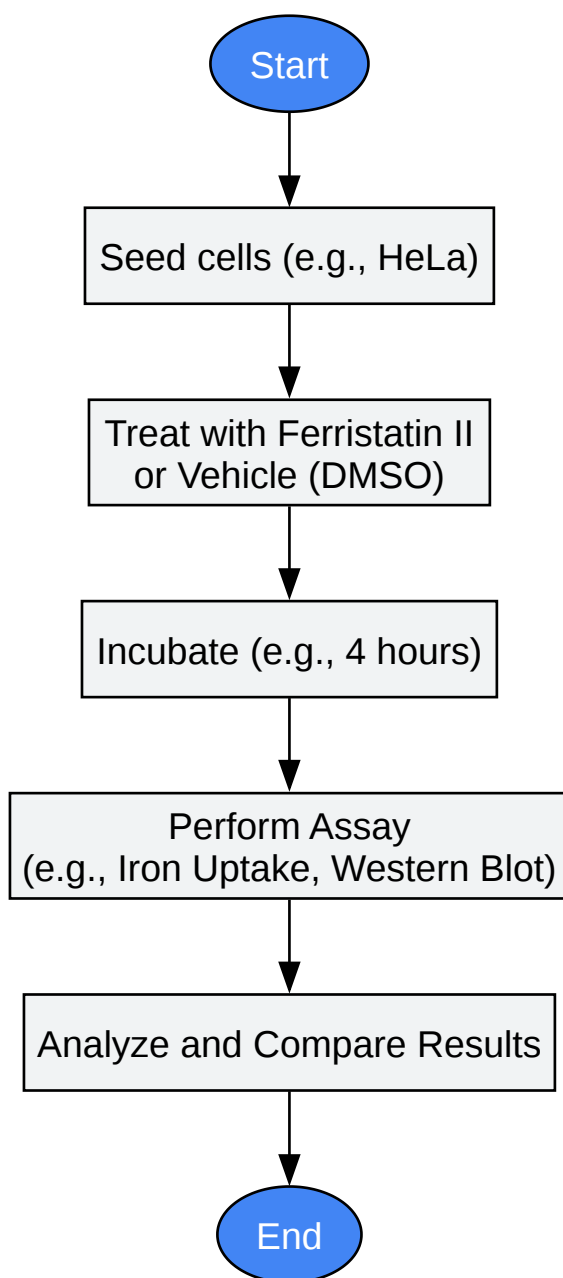 Start
Seed cells (e.g., HeLa)
Treat with Ferristatin II
or Vehicle (DMSO)
Incubate (e.g., 4 hours)
Perform Assay
(e.g., Iron Uptake, Western Blot)
Analyze and Compare Results
End